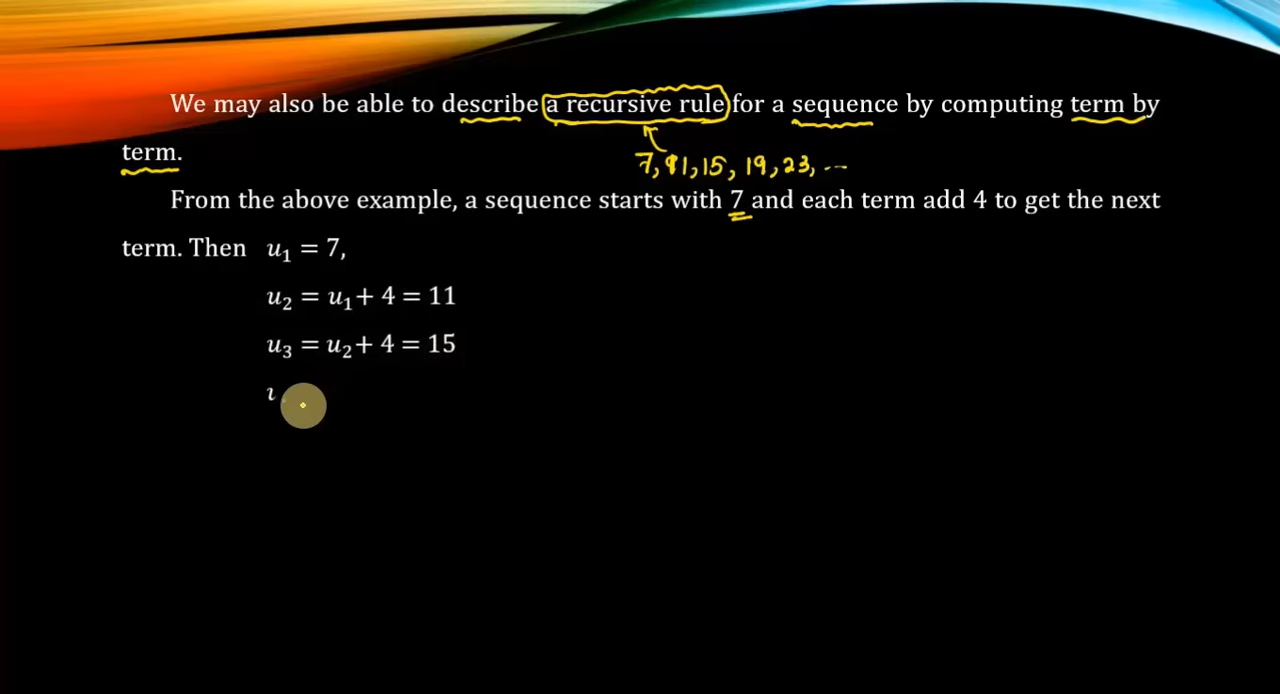 We may also be able to describe a recursive rule for a sequence by computing term by
term.
7, 11, 15, 19, 23, ...
From the above example, a sequence starts with 7 and each term add 4 to get the next
term. Then u₁ = 7,
u₂ = u₁ + 4 = 11
u₃ = u₂ + 4 = 15